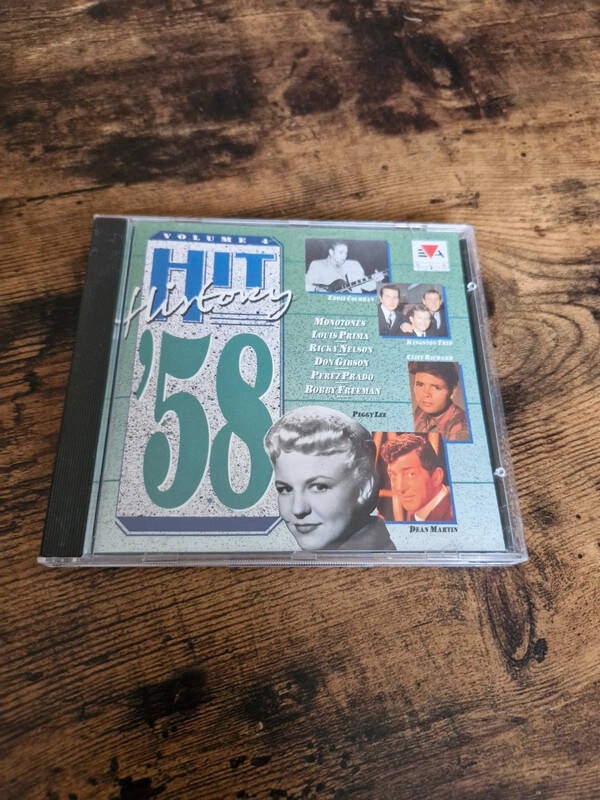 VOLUME 4
HIT
History
'58
EDDIE COCHRAN
KINGSTON TRIO
CLIFF RICHARD
MONOTONES
LOUIS PRIMA
RICKY NELSON
DON GIBSON
PEREZ PRADO
BOBBY FREEMAN
PEGGY LEE
DEAN MARTIN
EVA